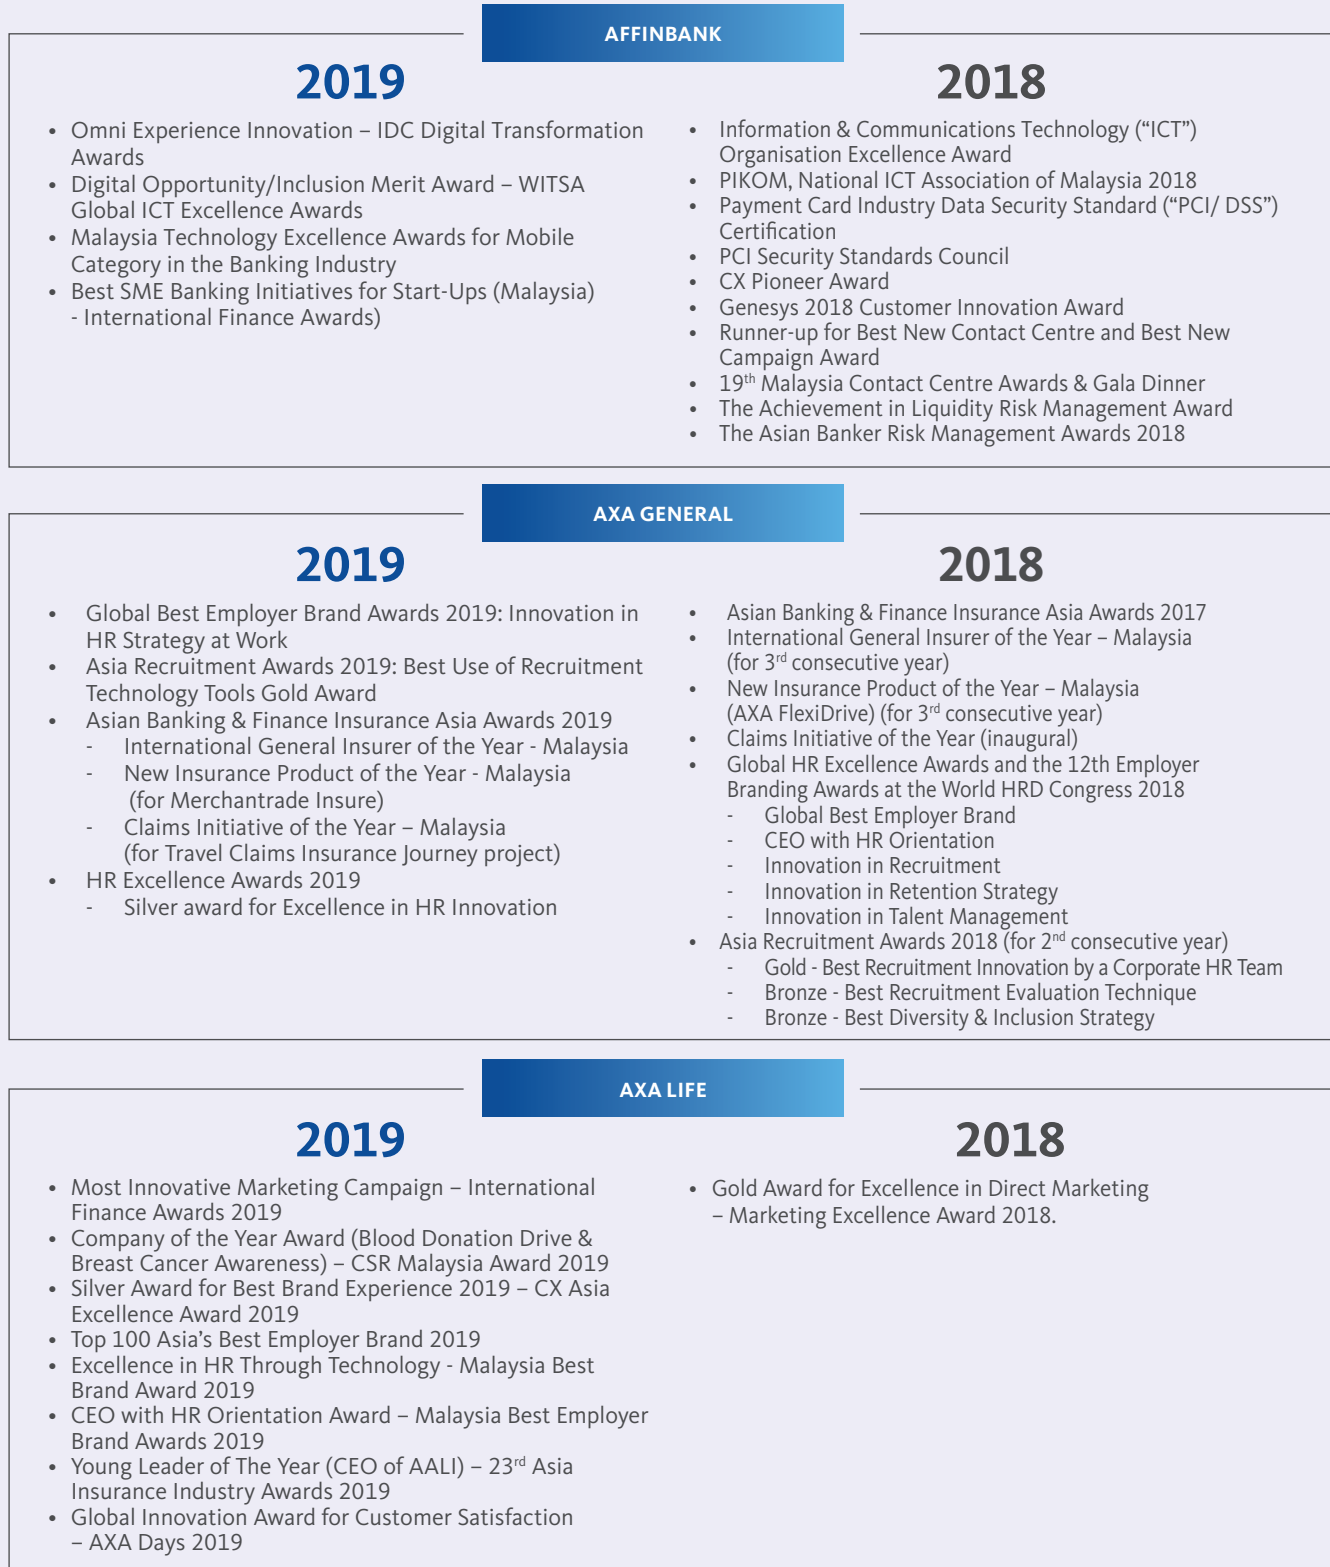 AFFINBANK
2019
• Omni Experience Innovation – IDC Digital Transformation
Awards
• Digital Opportunity/Inclusion Merit Award – WITSA
Global ICT Excellence Awards
• Malaysia Technology Excellence Awards for Mobile
Category in the Banking Industry
• Best SME Banking Initiatives for Start-Ups (Malaysia)
- International Finance Awards)
2018
• Information & Communications Technology (“ICT”)
Organisation Excellence Award
• PIKOM, National ICT Association of Malaysia 2018
• Payment Card Industry Data Security Standard (“PCI/ DSS”)
Certification
• PCI Security Standards Council
• CX Pioneer Award
• Genesys 2018 Customer Innovation Award
• Runner-up for Best New Contact Centre and Best New
Campaign Award
• 19th Malaysia Contact Centre Awards & Gala Dinner
• The Achievement in Liquidity Risk Management Award
• The Asian Banker Risk Management Awards 2018
AXA GENERAL
2019
• Global Best Employer Brand Awards 2019: Innovation in
HR Strategy at Work
• Asia Recruitment Awards 2019: Best Use of Recruitment
Technology Tools Gold Award
• Asian Banking & Finance Insurance Asia Awards 2019
- International General Insurer of the Year - Malaysia
- New Insurance Product of the Year - Malaysia
(for Merchantrade Insure)
- Claims Initiative of the Year – Malaysia
(for Travel Claims Insurance Journey project)
• HR Excellence Awards 2019
- Silver award for Excellence in HR Innovation
2018
• Asian Banking & Finance Insurance Asia Awards 2017
• International General Insurer of the Year – Malaysia
(for 3rd consecutive year)
• New Insurance Product of the Year – Malaysia
(AXA FlexiDrive) (for 3rd consecutive year)
• Claims Initiative of the Year (inaugural)
• Global HR Excellence Awards and the 12th Employer
Branding Awards at the World HRD Congress 2018
- Global Best Employer Brand
- CEO with HR Orientation
- Innovation in Recruitment
- Innovation in Retention Strategy
- Innovation in Talent Management
• Asia Recruitment Awards 2018 (for 2nd consecutive year)
- Gold - Best Recruitment Innovation by a Corporate HR Team
- Bronze - Best Recruitment Evaluation Technique
- Bronze - Best Diversity & Inclusion Strategy
AXA LIFE
2019
• Most Innovative Marketing Campaign – International
Finance Awards 2019
• Company of the Year Award (Blood Donation Drive &
Breast Cancer Awareness) – CSR Malaysia Award 2019
• Silver Award for Best Brand Experience 2019 – CX Asia
Excellence Award 2019
• Top 100 Asia’s Best Employer Brand 2019
• Excellence in HR Through Technology - Malaysia Best
Brand Award 2019
• CEO with HR Orientation Award – Malaysia Best Employer
Brand Awards 2019
• Young Leader of The Year (CEO of AALI) – 23rd Asia
Insurance Industry Awards 2019
• Global Innovation Award for Customer Satisfaction
– AXA Days 2019
2018
• Gold Award for Excellence in Direct Marketing
– Marketing Excellence Award 2018.